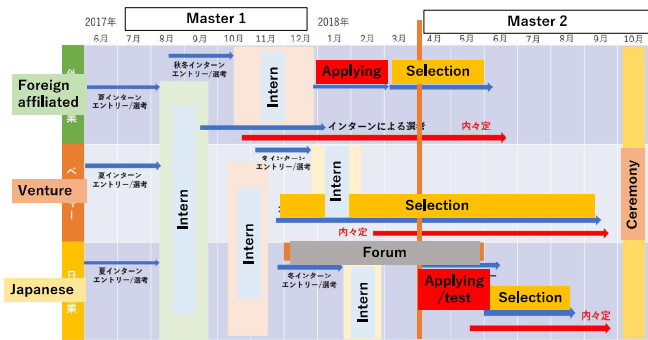 2017年
Master 1
2018年
Master 2
6月
7月
8月
9月
10月
11月
12月
1月
2月
3月
4月
5月
6月
7月
8月
9月
10月
Foreign
affiliated
外
業
秋冬インターン
エントリー/選考
夏インターン
エントリー/選考
Intern
Applying
Selection
インターンによる選考
内々定
Venture
ベ
ー
夏インターン
エントリー/選考
Intern
冬インターン
エントリー/選考
Intern
Selection
内々定
Ceremony
Intern
Forum
Japanese
日
業
夏インターン
エントリー/選考
冬インターン
エントリー/選考
Intern
Applying
/test
Selection
内々定